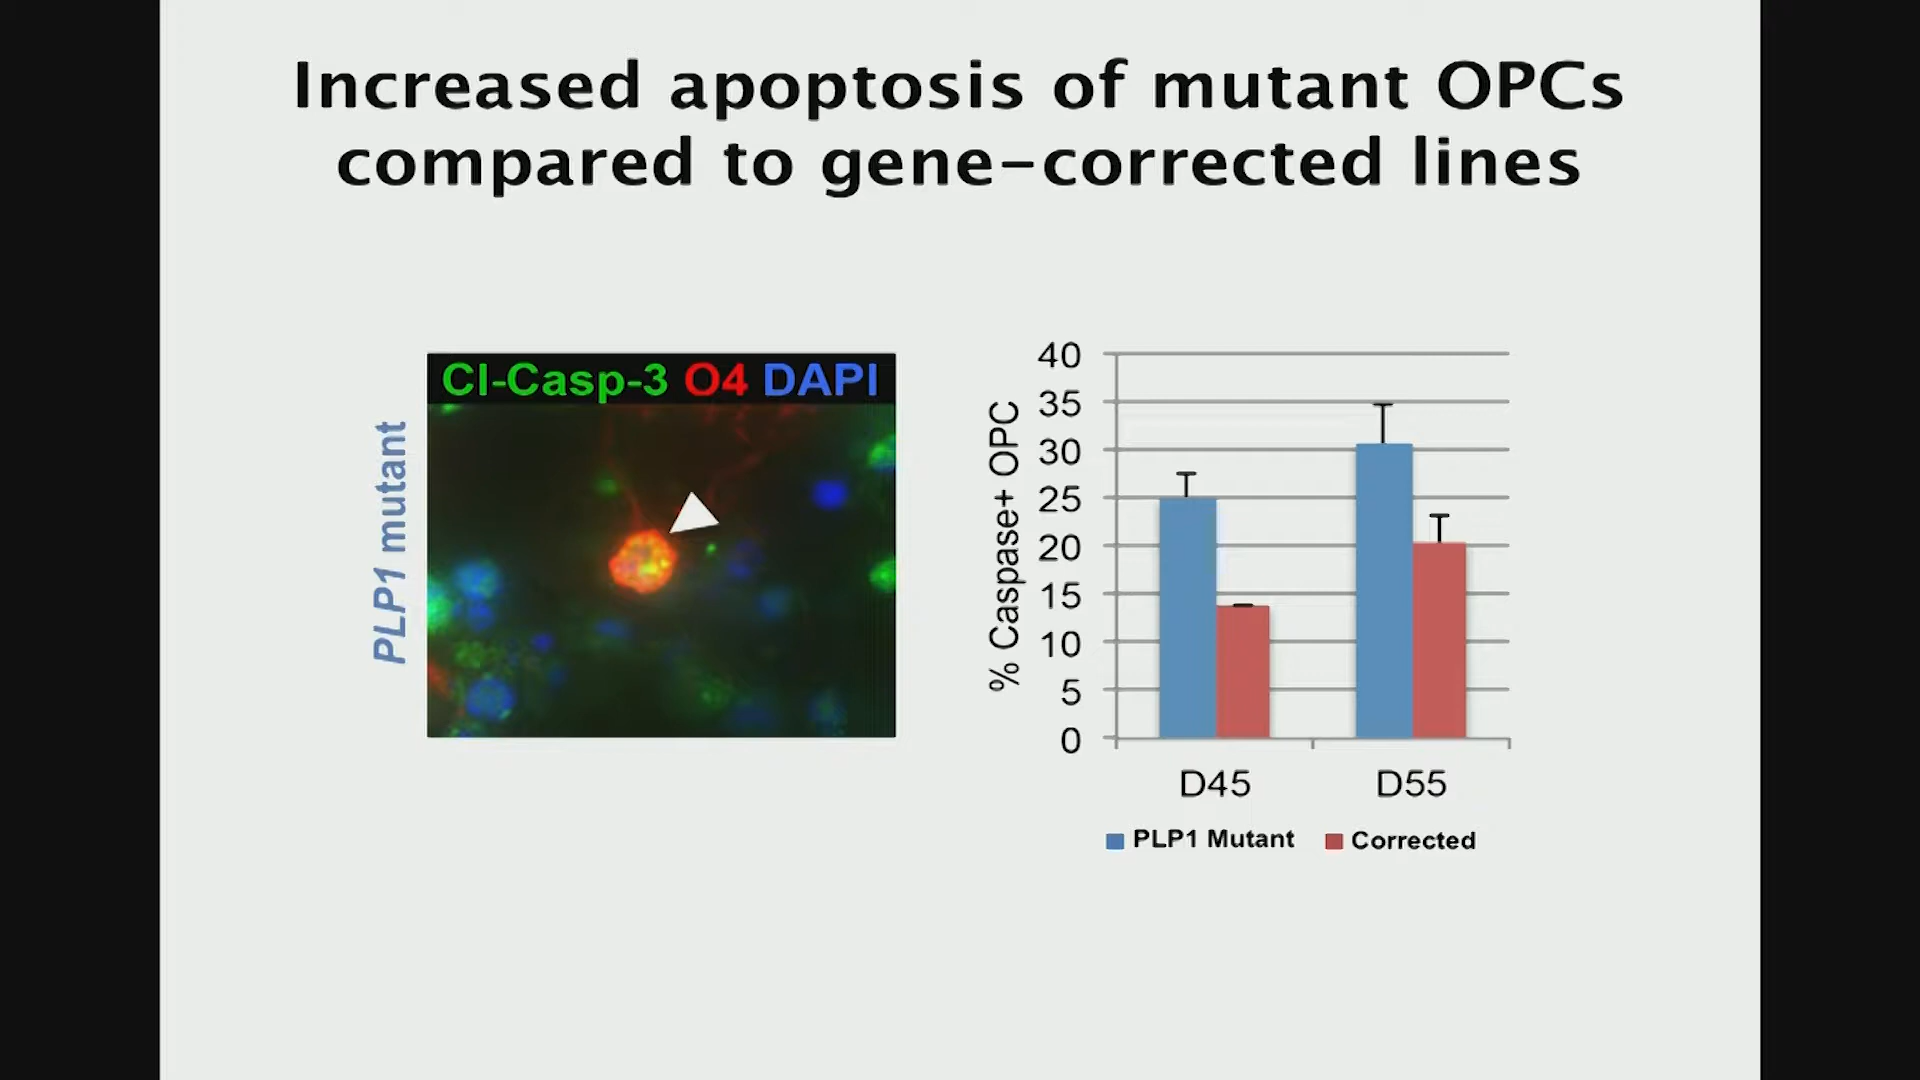 Increased apoptosis of mutant OPCs
compared to gene-corrected lines
Cl-Casp-3 O4 DAPI
PLP1 mutant
% Caspase+ OPC
40
35
30
25
20
15
10
5
0
D45 D55
PLP1 Mutant Corrected